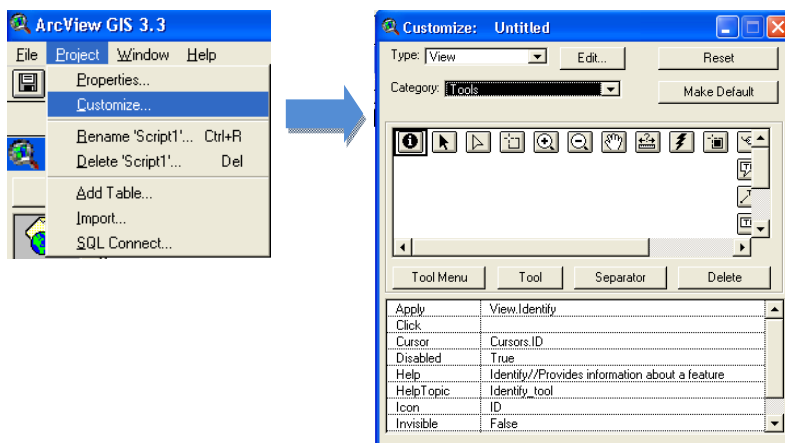 ArcView GIS 3.3
File Project Window Help
Properties...
Customize...
Rename 'Script1'... Ctrl+R
Delete 'Script1'... Del
Add Table...
Import...
SQL Connect...
Customize: Untitled
Type: View Edit... Reset
Category: Tools Make Default
Tool Menu Tool Separator Delete
Apply View.Identify
Click
Cursor Cursors.ID
Disabled True
Help Identify//Provides information about a feature
HelpTopic Identify_tool
Icon ID
Invisible False